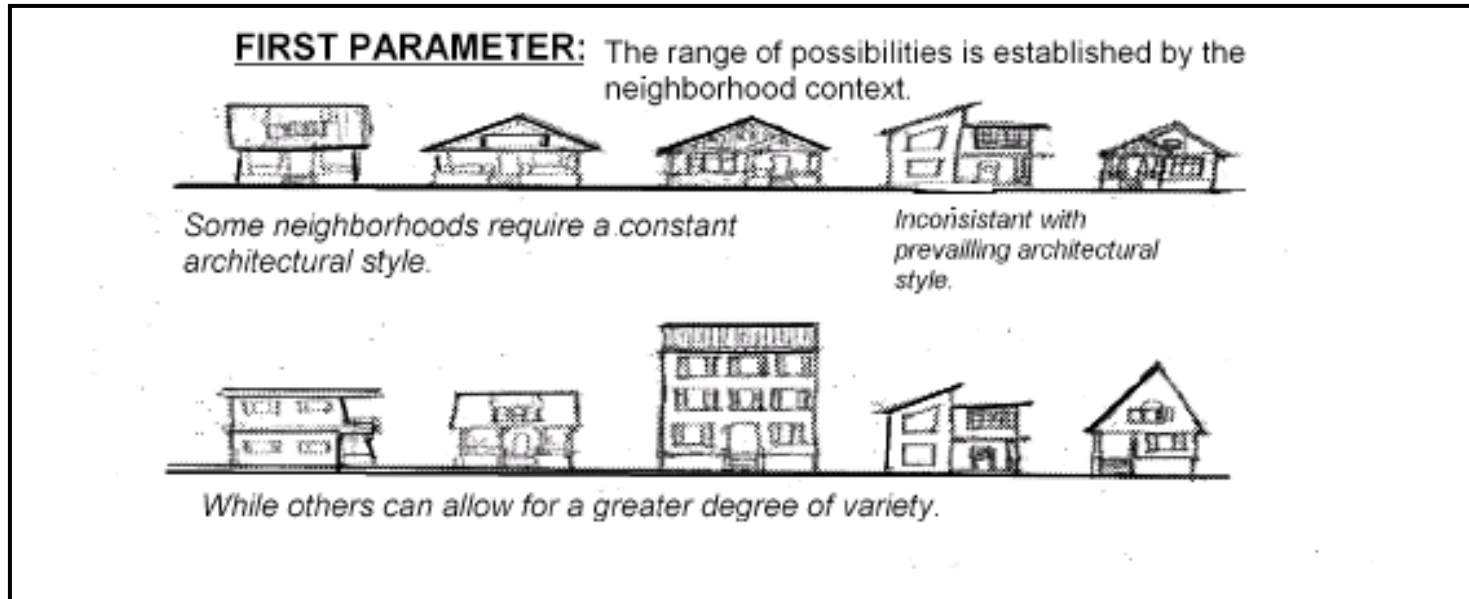 FIRST PARAMETER: The range of possibilities is established by the
neighborhood context.
Some neighborhoods require a constant
architectural style.
Inconsistant with
prevailling architectural
style.
While others can allow for a greater degree of variety.